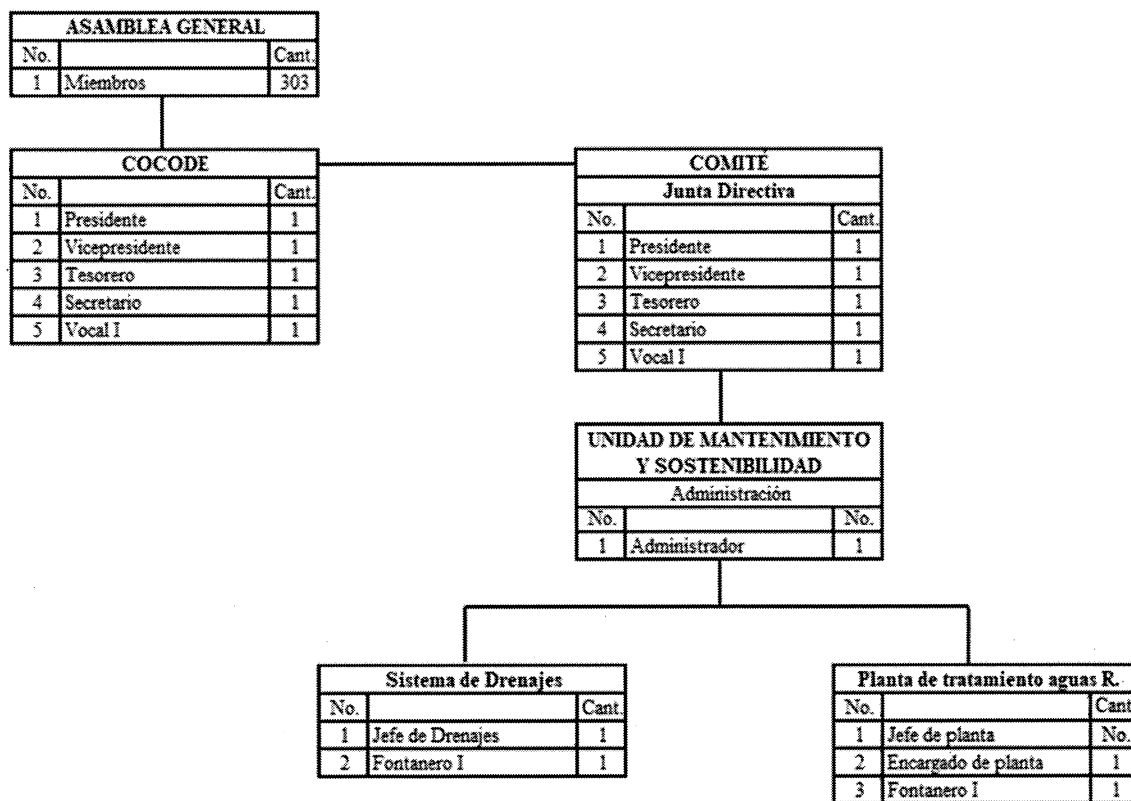 ASAMBLEA GENERAL
No. Cant.
1 Miembros 303
COCODE
No. Cant.
1 Presidente 1
2 Vicepresidente 1
3 Tesorero 1
4 Secretario 1
5 Vocal I 1
COMITÉ
Junta Directiva
No. Cant.
1 Presidente 1
2 Vicepresidente 1
3 Tesorero 1
4 Secretario 1
5 Vocal I 1
UNIDAD DE MANTENIMIENTO
Y SOSTENIBILIDAD
Administración
No. No.
1 Administrador 1
Sistema de Drenajes
No. Cant.
1 Jefe de Drenajes 1
2 Fontanero I 1
Planta de tratamiento aguas R.
No. Cant
1 Jefe de planta No.
2 Encargado de planta 1
3 Fontanero I 1